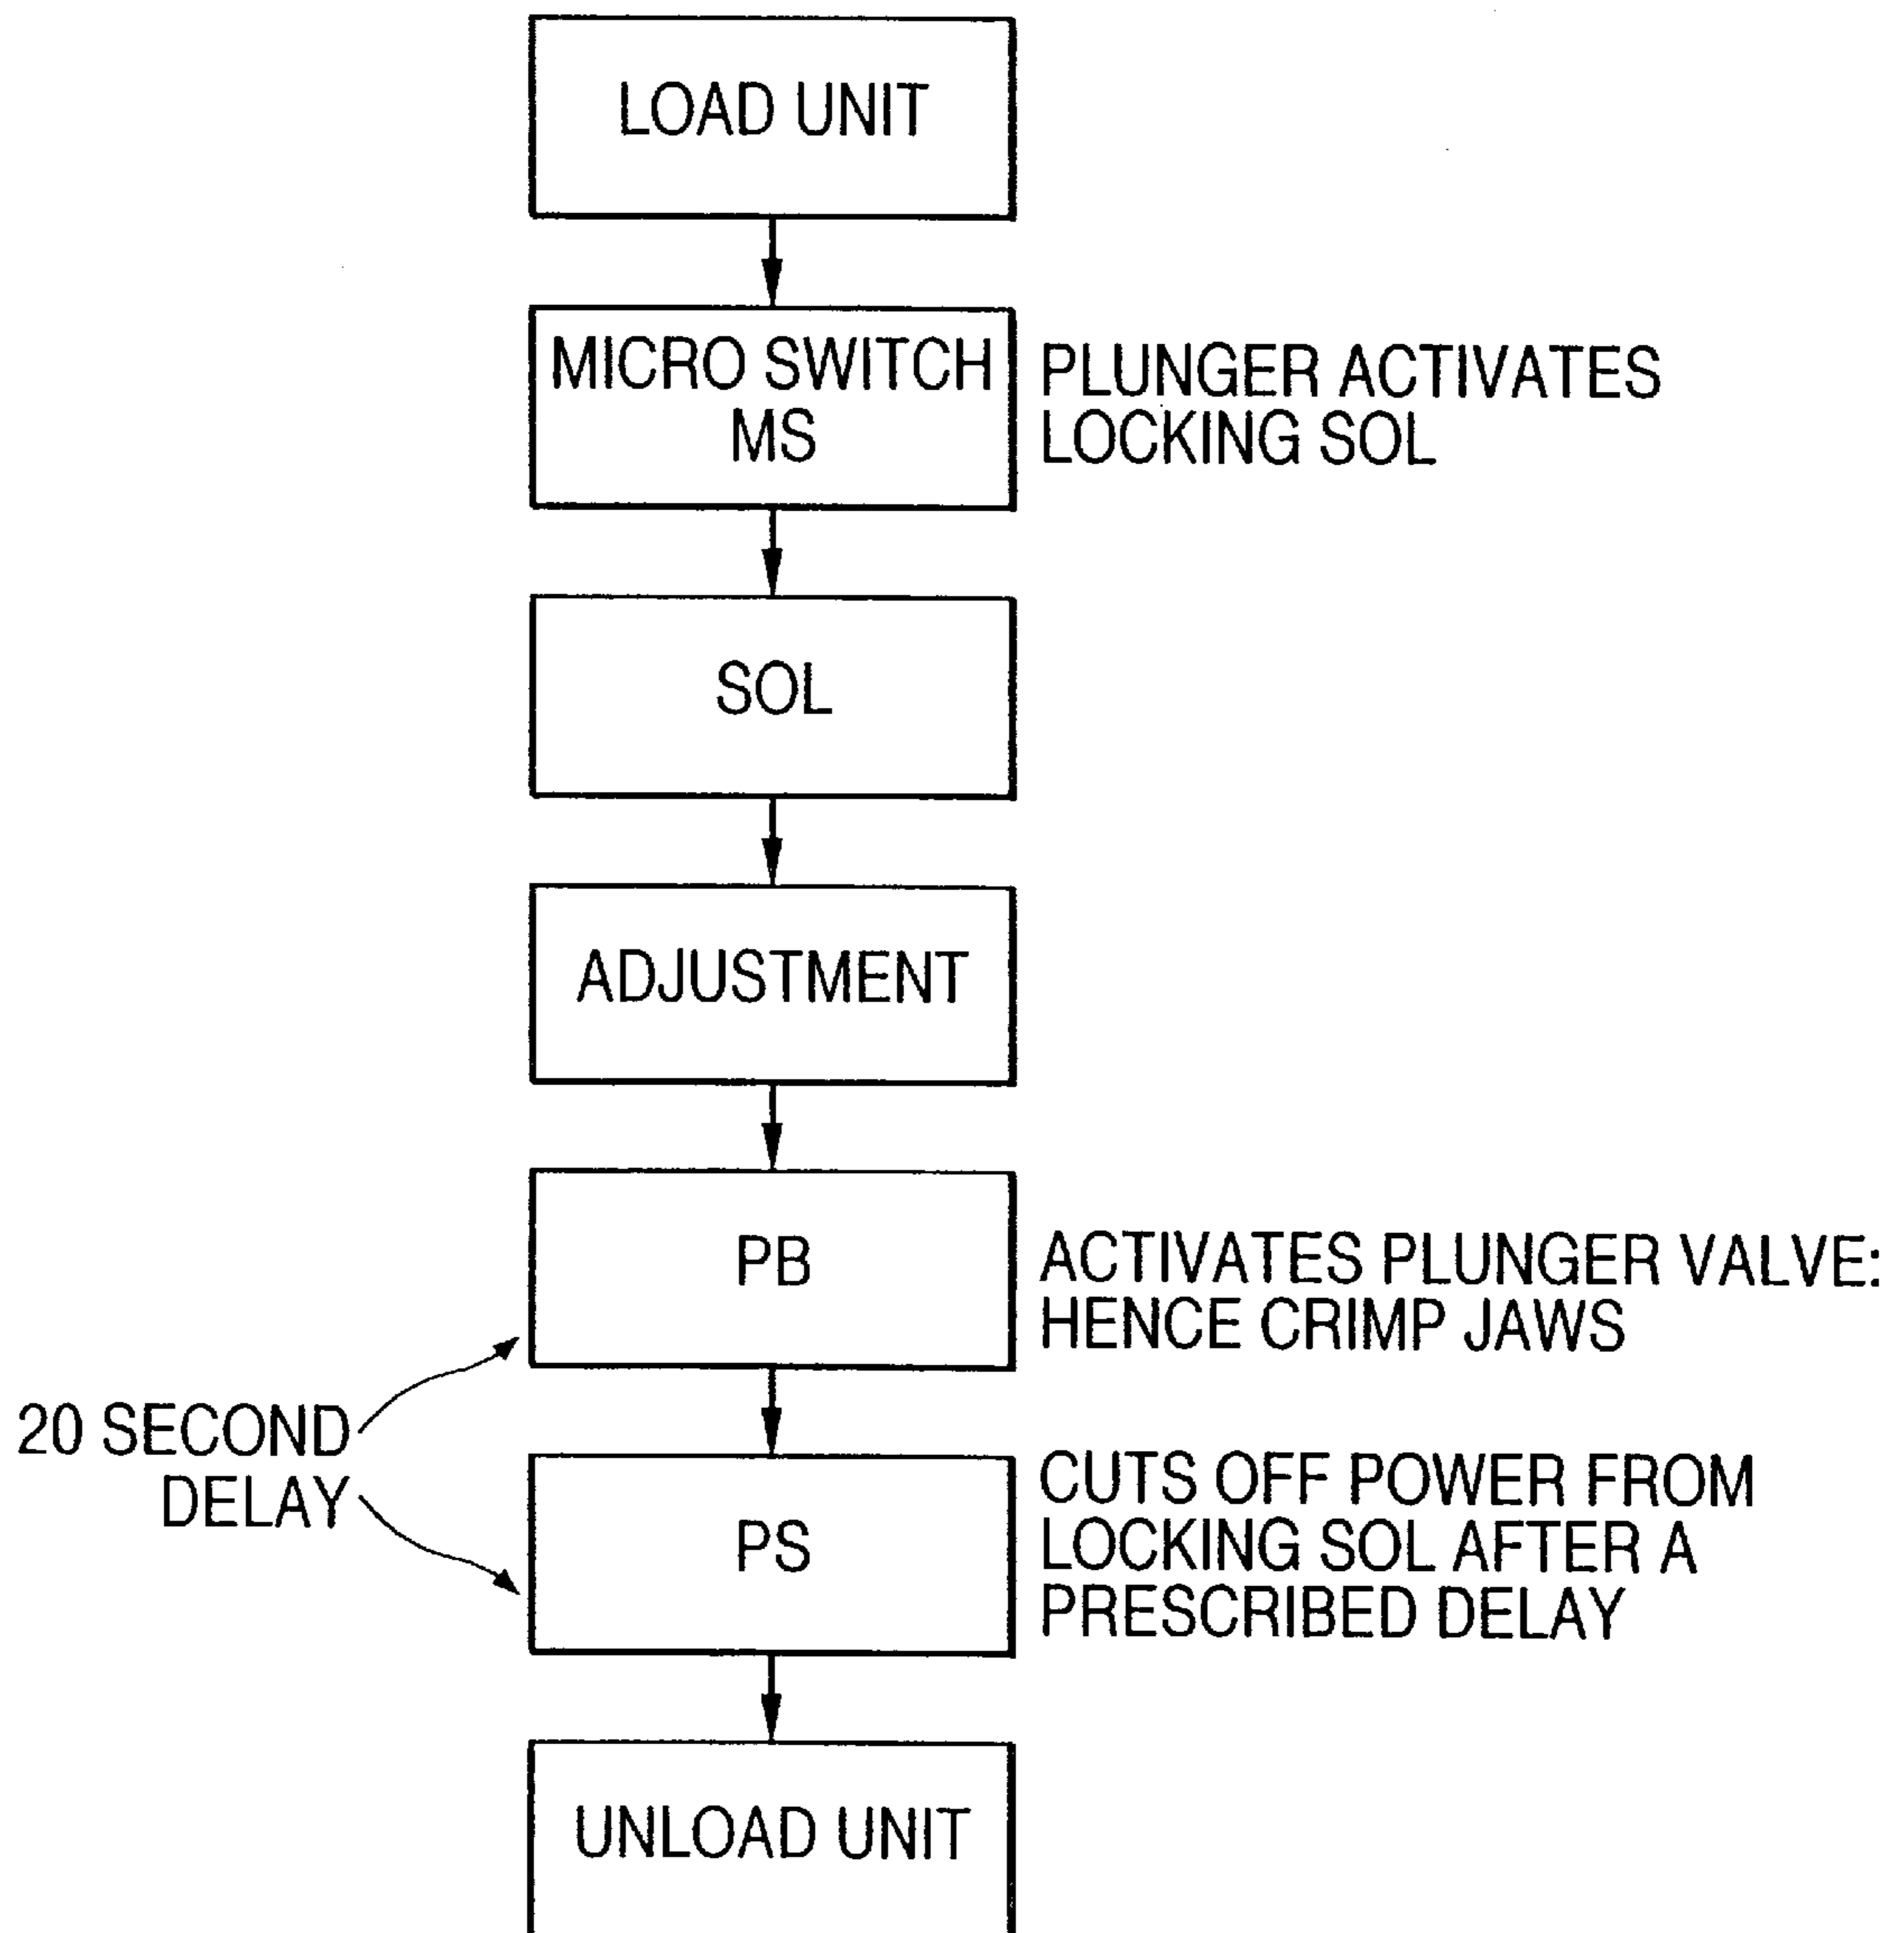 LOAD UNIT
MICRO SWITCH
MS
PLUNGER ACTIVATES
LOCKING SOL
SOL
ADJUSTMENT
PB
ACTIVATES PLUNGER VALVE:
HENCE CRIMP JAWS
20 SECOND
DELAY
PS
CUTS OFF POWER FROM
LOCKING SOL AFTER A
PRESCRIBED DELAY
UNLOAD UNIT